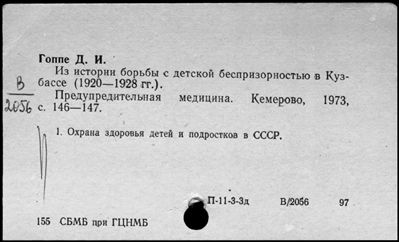 Гоппе Д. И.
Из истории борьбы с детской беспризорностью в Куз-
бассе (1920—1928 гг.).
Предупредительная медицина. Кемерово, 1973,
с. 146—147.
В
2056
1. Охрана здоровья детей и подростков в СССР.
П-11-3-3д В/2056 97
155 СБМБ при ГЦНМБ